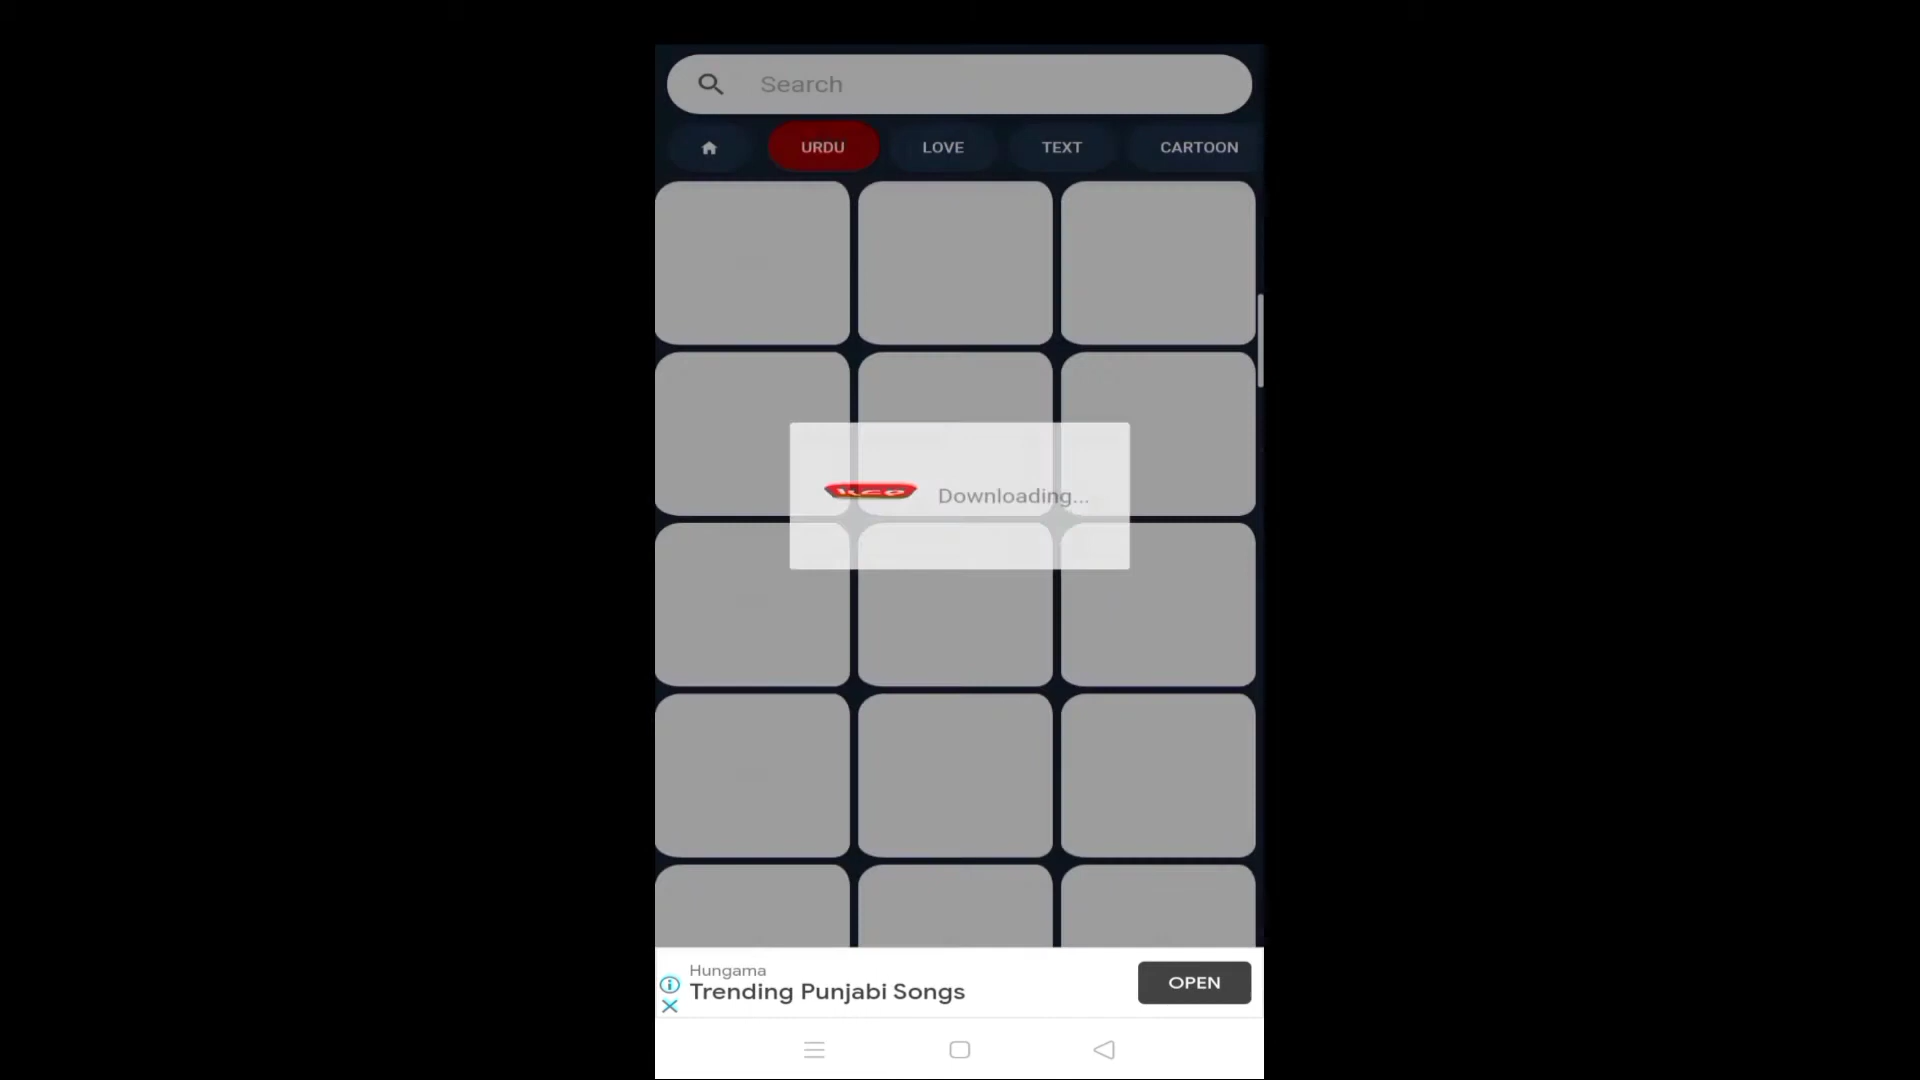 Search
URDU
LOVE
TEXT
CARTOON
Downloading...
Hungama
Trending Punjabi Songs
OPEN